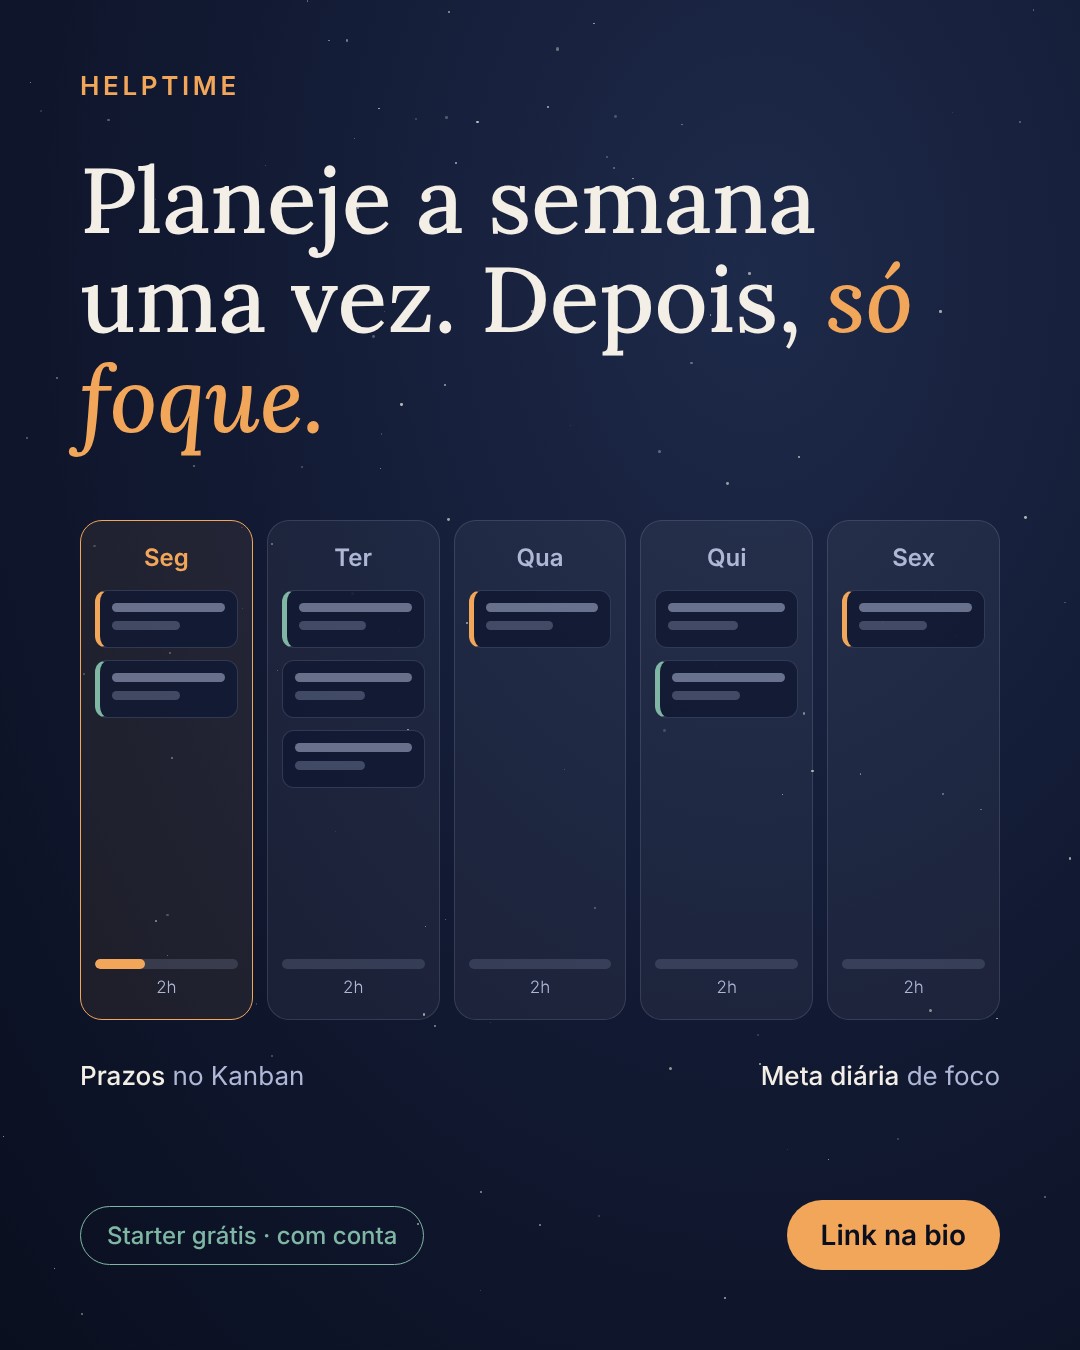 HELPTIME
Planeje a semana
uma vez. Depois, só
foque.
Seg
Ter
Qua
Qui
Sex
2h
2h
2h
2h
2h
Prazos no Kanban
Meta diária de foco
Starter grátis · com conta
Link na bio